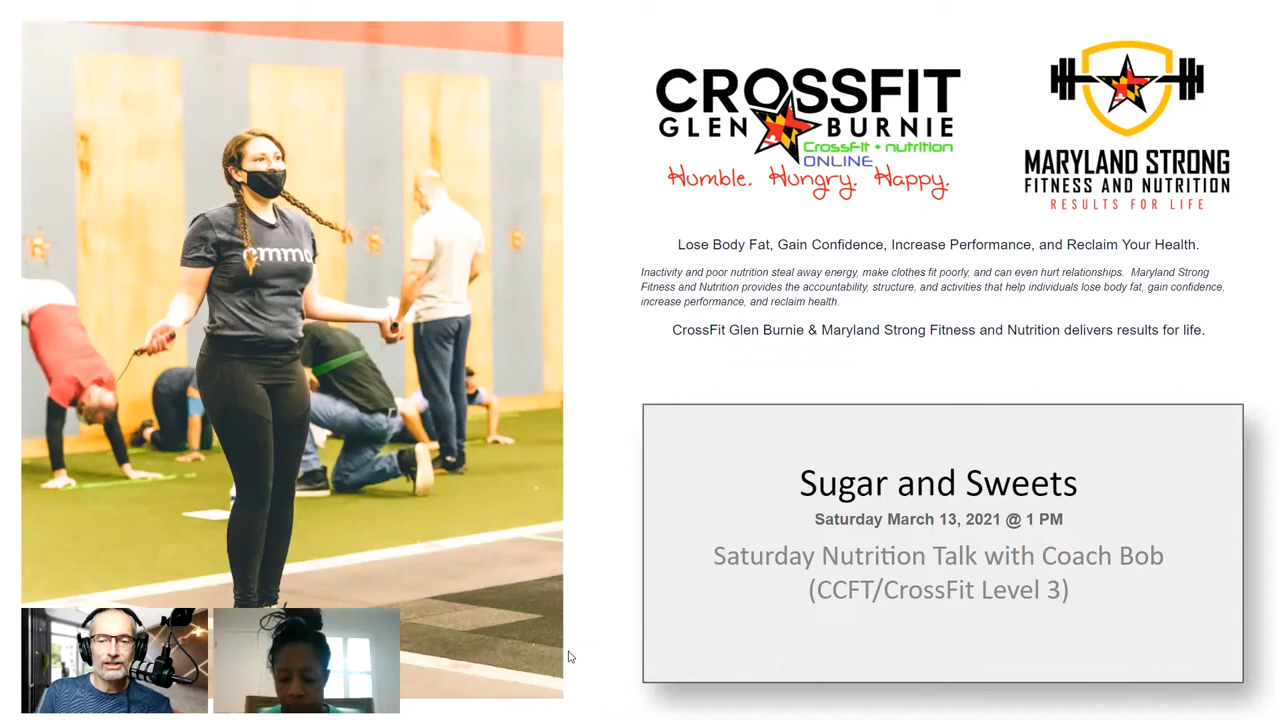 CROSSFIT
GLEN BURNIE
CrossFit + nutrition
ONLINE
Humble. Hungry. Happy.
MARYLAND STRONG
FITNESS AND NUTRITION
RESULTS FOR LIFE
Lose Body Fat, Gain Confidence, Increase Performance, and Reclaim Your Health.
Inactivity and poor nutrition steal away energy, make clothes fit poorly, and can even hurt relationships. Maryland Strong
Fitness and Nutrition provides the accountability, structure, and activities that help individuals lose body fat, gain confidence,
increase performance, and reclaim health.
CrossFit Glen Burnie & Maryland Strong Fitness and Nutrition delivers results for life.
Sugar and Sweets
Saturday March 13, 2021 @ 1 PM
Saturday Nutrition Talk with Coach Bob
(CCFT/CrossFit Level 3)